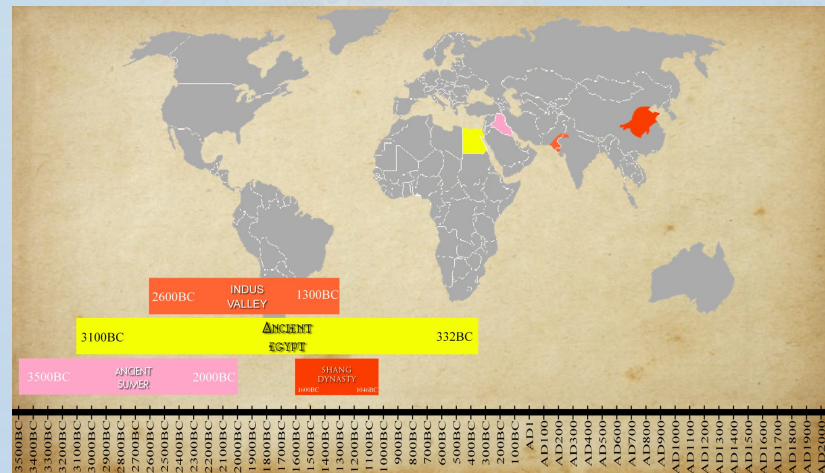 2600BC INDUS VALLEY 1300BC
3100BC ANCIENT EGYPT 332BC
3500BC ANCIENT SUMER 2000BC
SHANG DYNASTY
1600BC 1046BC
3500BC
3400BC
3300BC
3200BC
3100BC
3000BC
2900BC
2800BC
2700BC
2600BC
2500BC
2400BC
2300BC
2200BC
2100BC
2000BC
1900BC
1800BC
1700BC
1600BC
1500BC
1400BC
1300BC
1200BC
1100BC
1000BC
900BC
800BC
700BC
600BC
500BC
400BC
300BC
200BC
100BC
AD1
AD100
AD200
AD300
AD400
AD500
AD600
AD700
AD800
AD900
AD1000
AD1100
AD1200
AD1300
AD1400
AD1500
AD1600
AD1700
AD1800
AD1900
AD2000